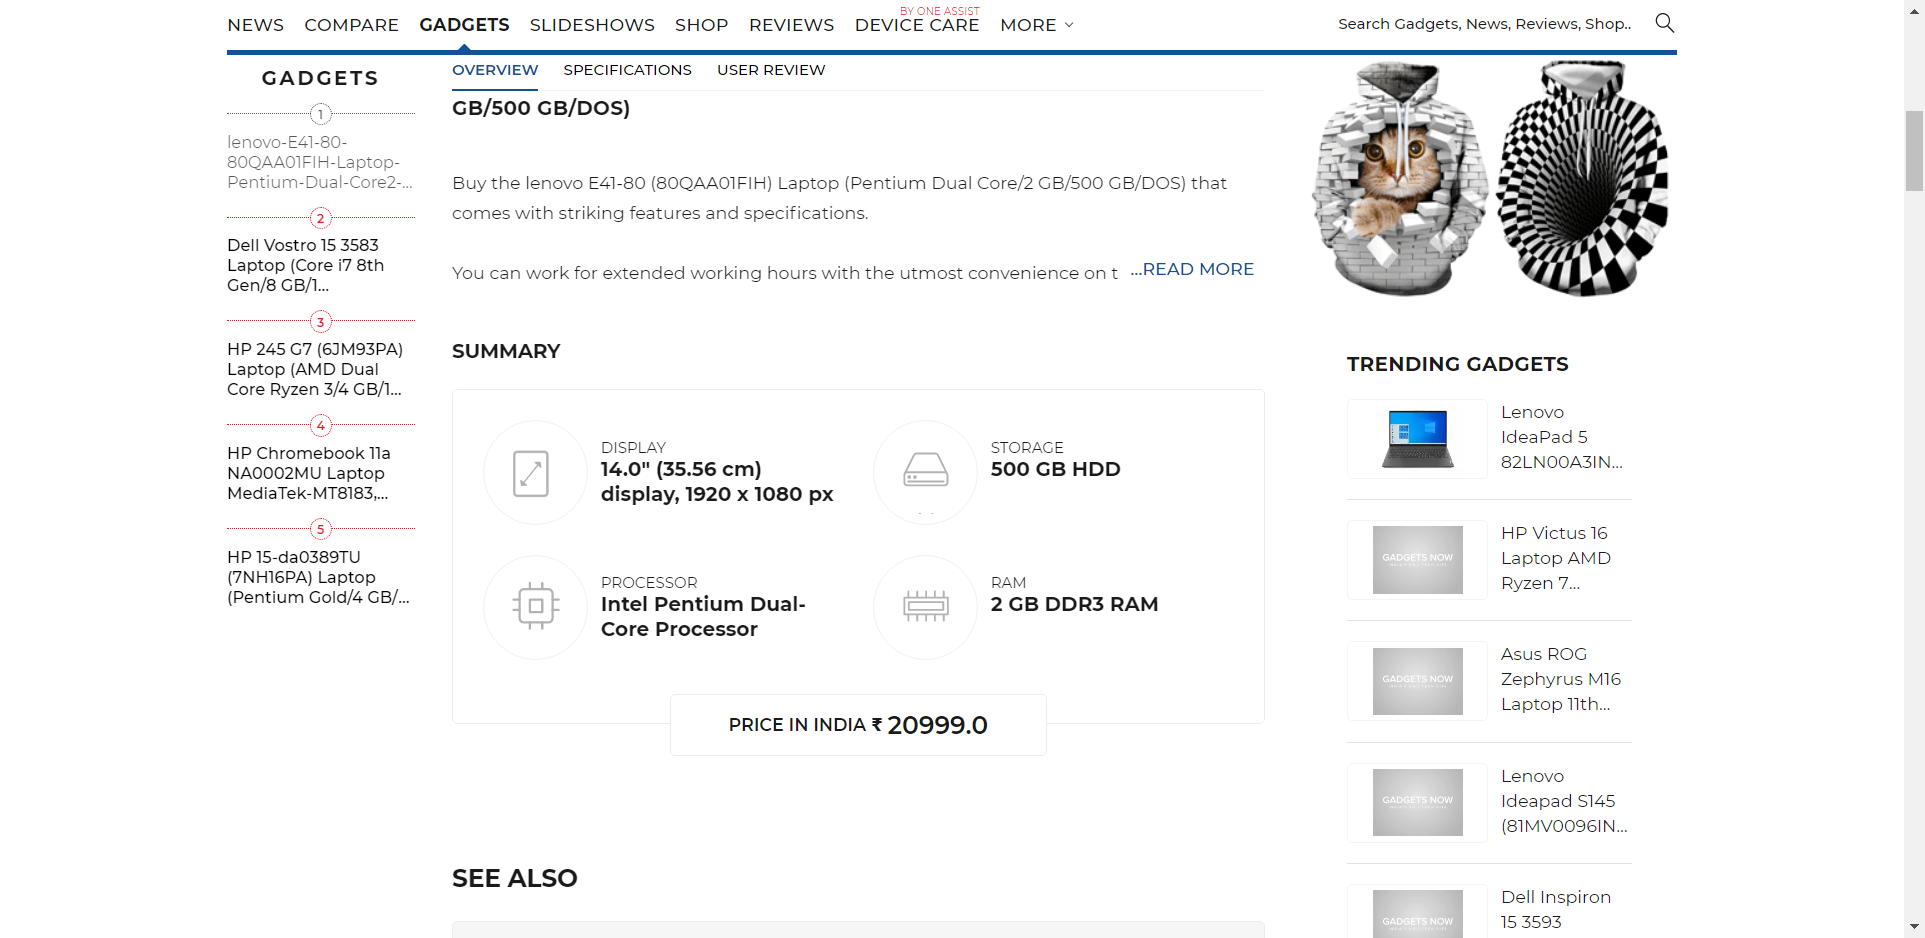 BY ONE ASSIST
NEWS COMPARE GADGETS SLIDESHOWS SHOP REVIEWS DEVICE CARE MORE
Search Gadgets, News, Reviews, Shop..
GADGETS
1
lenovo-E41-80-
80QAA01FIH-Laptop-
Pentium-Dual-Core2-...
2
Dell Vostro 15 3583
Laptop (Core i7 8th
Gen/8 GB/1...
3
HP 245 G7 (6JM93PA)
Laptop (AMD Dual
Core Ryzen 3/4 GB/1...
4
HP Chromebook 11a
NA0002MU Laptop
MediaTek-MT8183,...
5
HP 15-da0389TU
(7NH16PA) Laptop
(Pentium Gold/4 GB/...
OVERVIEW SPECIFICATIONS USER REVIEW
GB/500 GB/DOS)
Buy the lenovo E41-80 (80QAA01FIH) Laptop (Pentium Dual Core/2 GB/500 GB/DOS) that
comes with striking features and specifications.
You can work for extended working hours with the utmost convenience on t ...READ MORE
SUMMARY
DISPLAY
14.0" (35.56 cm)
display, 1920 x 1080 px
STORAGE
500 GB HDD
PROCESSOR
Intel Pentium Dual-
Core Processor
RAM
2 GB DDR3 RAM
PRICE IN INDIA ₹ 20999.0
SEE ALSO
TRENDING GADGETS
Lenovo
IdeaPad 5
82LN00A3IN...
GADGETS NOW
HP Victus 16
Laptop AMD
Ryzen 7...
GADGETS NOW
Asus ROG
Zephyrus M16
Laptop 11th...
GADGETS NOW
Lenovo
Ideapad S145
(81MV0096IN...
GADGETS NOW
Dell Inspiron
15 3593